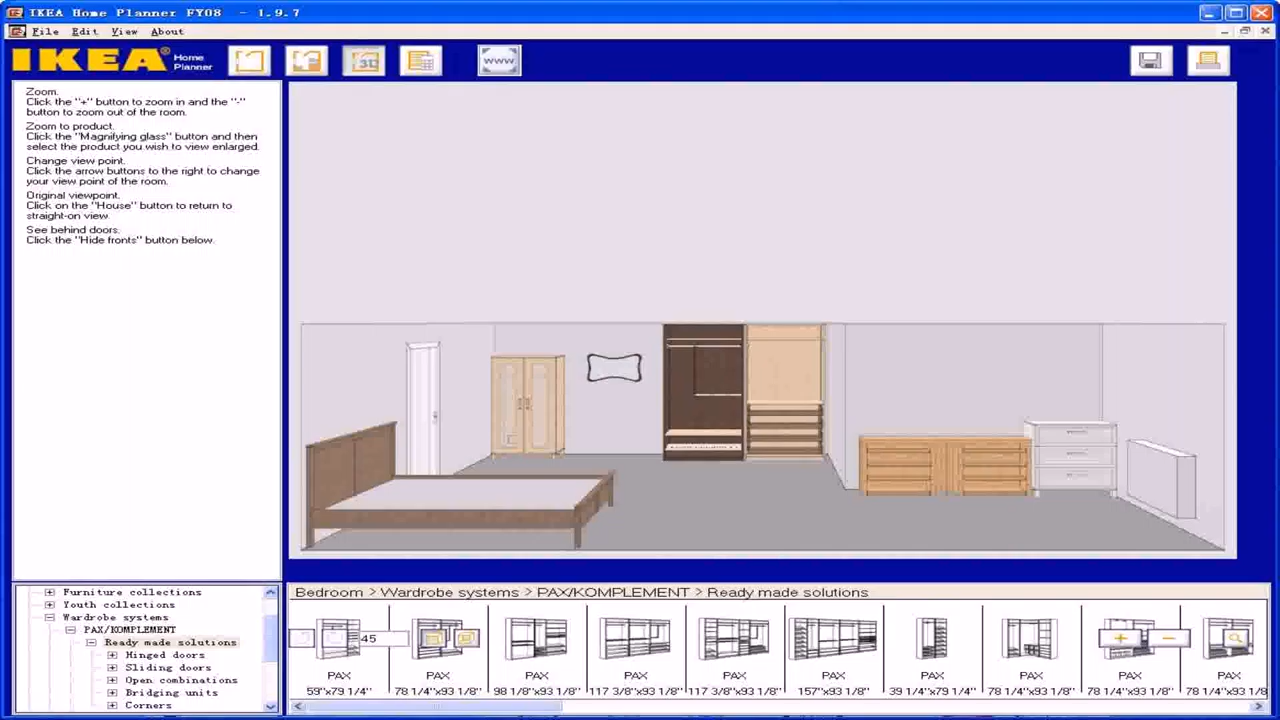 IKEA Home Planner FY08 - 1.9.7
File Edit View About
IKEA® Home Planner
3D
www
Zoom.
Click the "+" button to zoom in and the "-"
button to zoom out of the room.
Zoom to product.
Click the "Magnifying glass" button and then
select the product you wish to view enlarged.
Change view point.
Click the arrow buttons to the right to change
your view point of the room.
Original viewpoint.
Click on the "House" button to return to
straight-on view.
See behind doors.
Click the "Hide fronts" button below.
Furniture collections
Youth collections
Wardrobe systems
PAX/KOMPLEMENT
Ready made solutions
Hinged doors
Sliding doors
Open combinations
Bridging units
Corners
Bedroom > Wardrobe systems > PAX/KOMPLEMENT > Ready made solutions
45
PAX PAX PAX PAX PAX PAX PAX PAX PAX PAX
59"x79 1/4" 78 1/4"x93 1/8" 98 1/8"x93 1/8" 117 3/8"x93 1/8" 117 3/8"x93 1/8" 157"x93 1/8" 39 1/4"x79 1/4" 78 1/4"x93 1/8" 78 1/4"x93 1/8" 78 1/4"x93 1/8